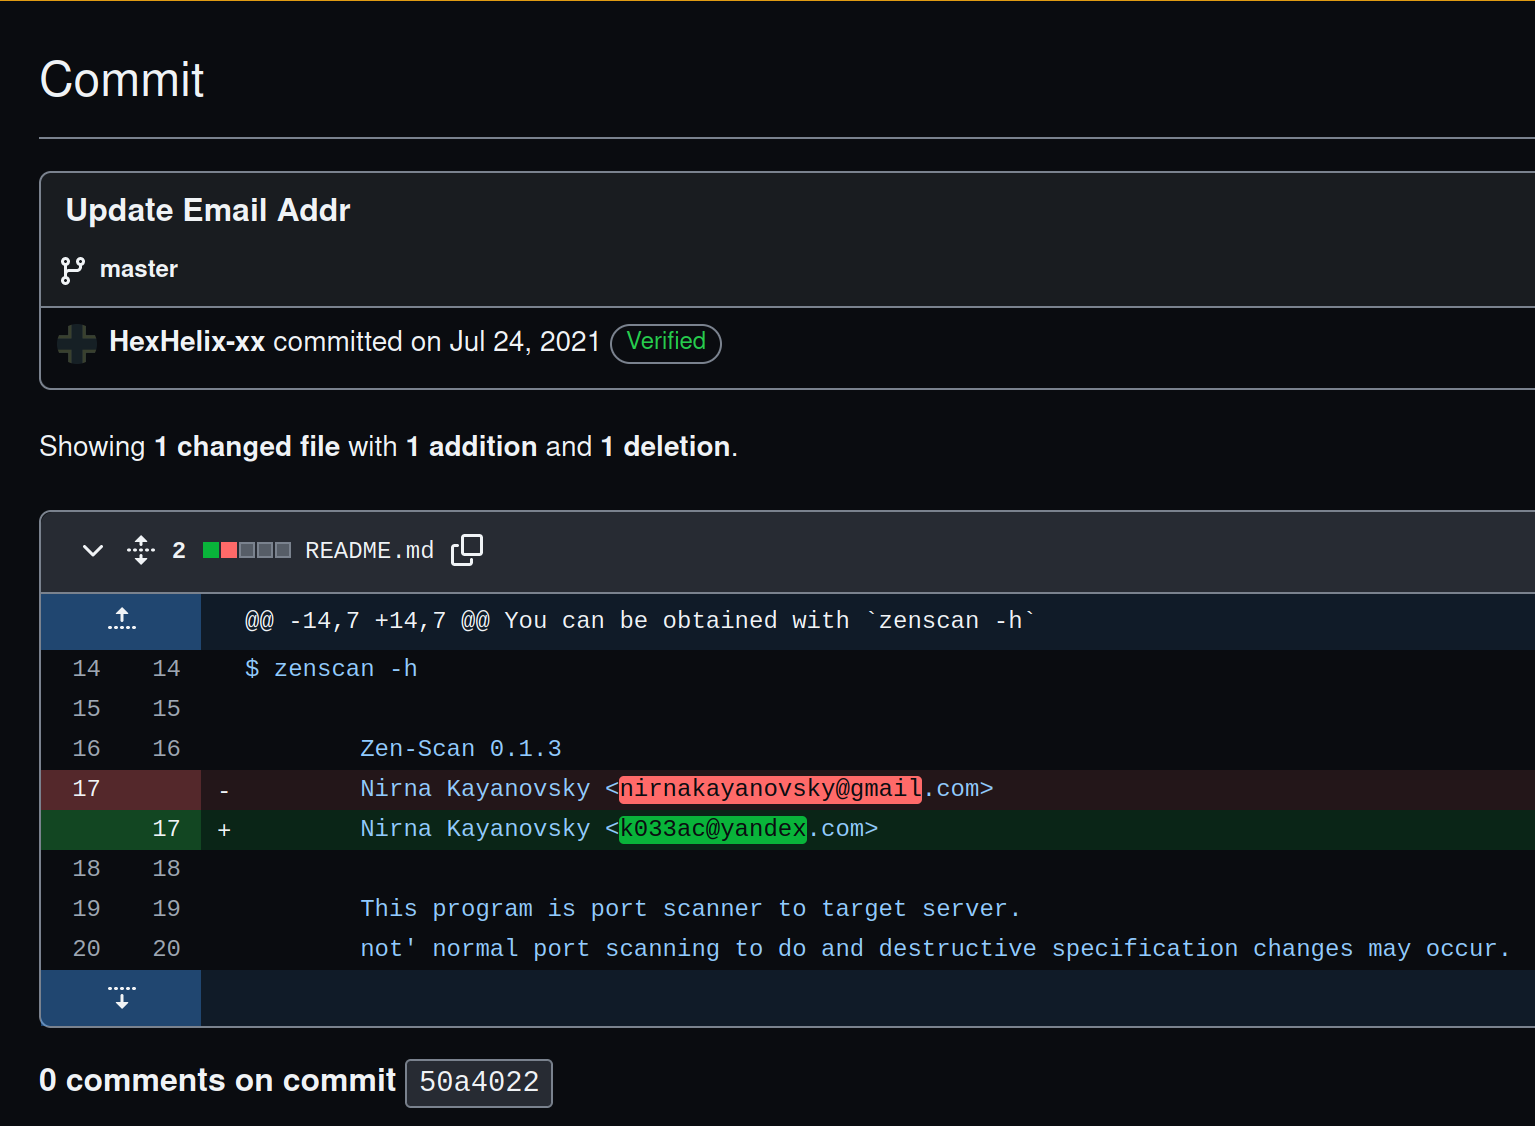 Commit
Update Email Addr
master
HexHelix-xx committed on Jul 24, 2021 Verified
Showing 1 changed file with 1 addition and 1 deletion.
2 README.md
@@ -14,7 +14,7 @@ You can be obtained with `zenscan -h`
14 14 $ zenscan -h
15 15
16 16 Zen-Scan 0.1.3
17 - Nirna Kayanovsky <nirnakayanovsky@gmail.com>
17 + Nirna Kayanovsky <k033ac@yandex.com>
18 18
19 19 This program is port scanner to target server.
20 20 not' normal port scanning to do and destructive specification changes may occur.
0 comments on commit 50a4022